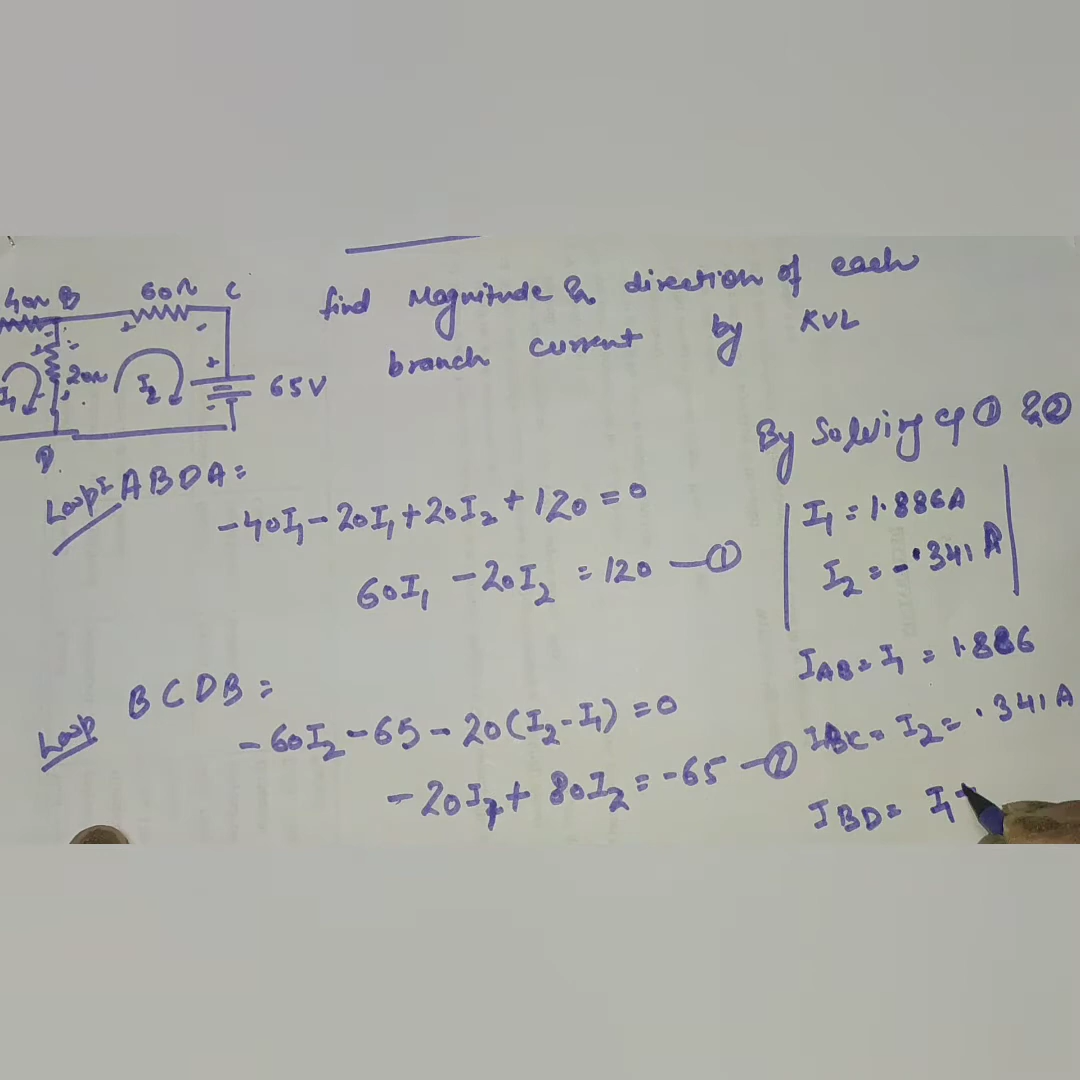 40Ω B 60Ω C
find Magnitude & direction of each
branch current by KVL
+ -
+ -
I1 20Ω I2 + - 65V
D.
Loop ABDA =
-40I1 - 20I1 + 20I2 + 120 = 0
60I1 - 20I2 = 120 —①
Loop BCDB =
-60I2 - 65 - 20(I2 - I1) = 0
-20I1 + 80I2 = -65 —②
By Solving eq ① & ②
I1 = 1.886A
I2 = -.341 A
IAB = I1 = 1.886
IBC = I2 = .341A
IBD = I1 -